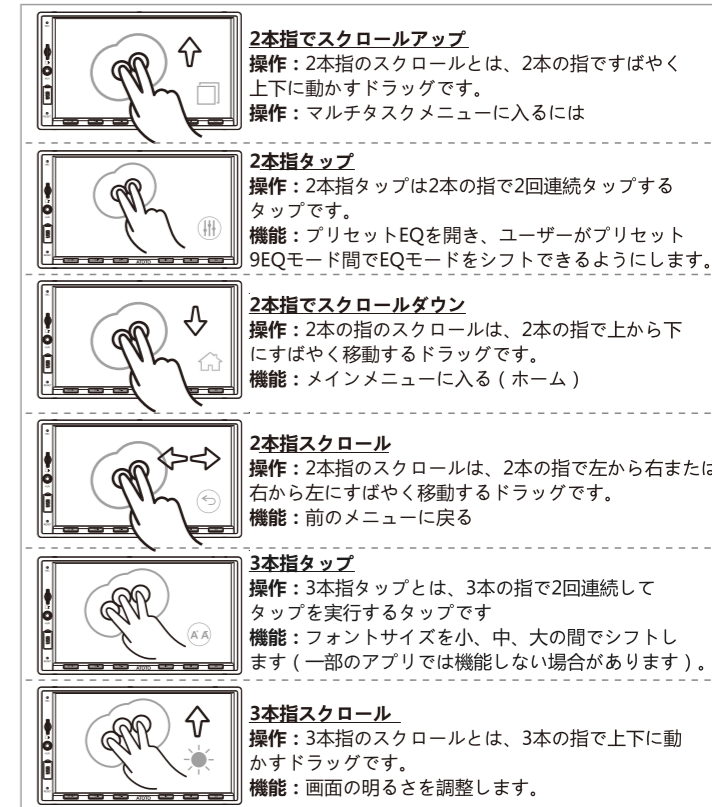 2本指でスクロールアップ
操作：2本指のスクロールとは、2本の指ですばやく
上下に動かすドラッグです。
操作：マルチタスクメニューに入るには
2本指タップ
操作：2本指タップは2本の指で2回連続タップする
タップです。
機能：プリセットEQを開き、ユーザーがプリセット
9EQモード間でEQモードをシフトできるようにします。
ATOTO
2本指でスクロールダウン
操作：2本の指のスクロールは、2本の指で上から下
にすばやく移動するドラッグです。
機能：メインメニューに入る（ホーム）
2本指スクロール
操作：2本指のスクロールは、2本の指で左から右または
右から左にすばやく移動するドラッグです。
機能：前のメニューに戻る
3本指タップ
操作：3本指タップとは、3本の指で2回連続して
タップを実行するタップです
機能：フォントサイズを小、中、大の間でシフトし
ます（一部のアプリでは機能しない場合があります）。
A A
ATOTO
3本指スクロール
操作：3本指のスクロールとは、3本の指で上下に動
かすドラッグです。
機能：画面の明るさを調整します。
ATOTO